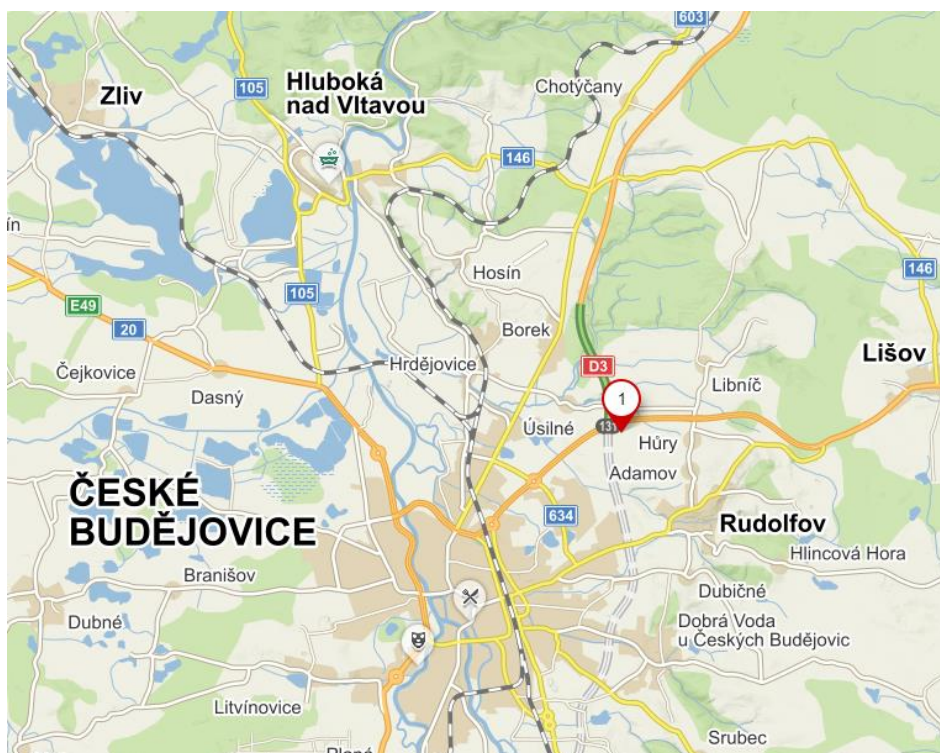 603
Zliv
105
Hluboká
nad Vltavou
Chotýčany
146
ín
Hosín
146
105
E49
20
Borek
Hrdějovice
D3
Lišov
Čejkovice
Libníč
Dasný
1
Úsilné
131
Hůry
Adamov
ČESKÉ
BUDĚJOVICE
634
Rudolfov
Hlincová Hora
Branišov
Dubičné
Dubné
Dobrá Voda
u Českých Budějovic
Litvínovice
Srubec